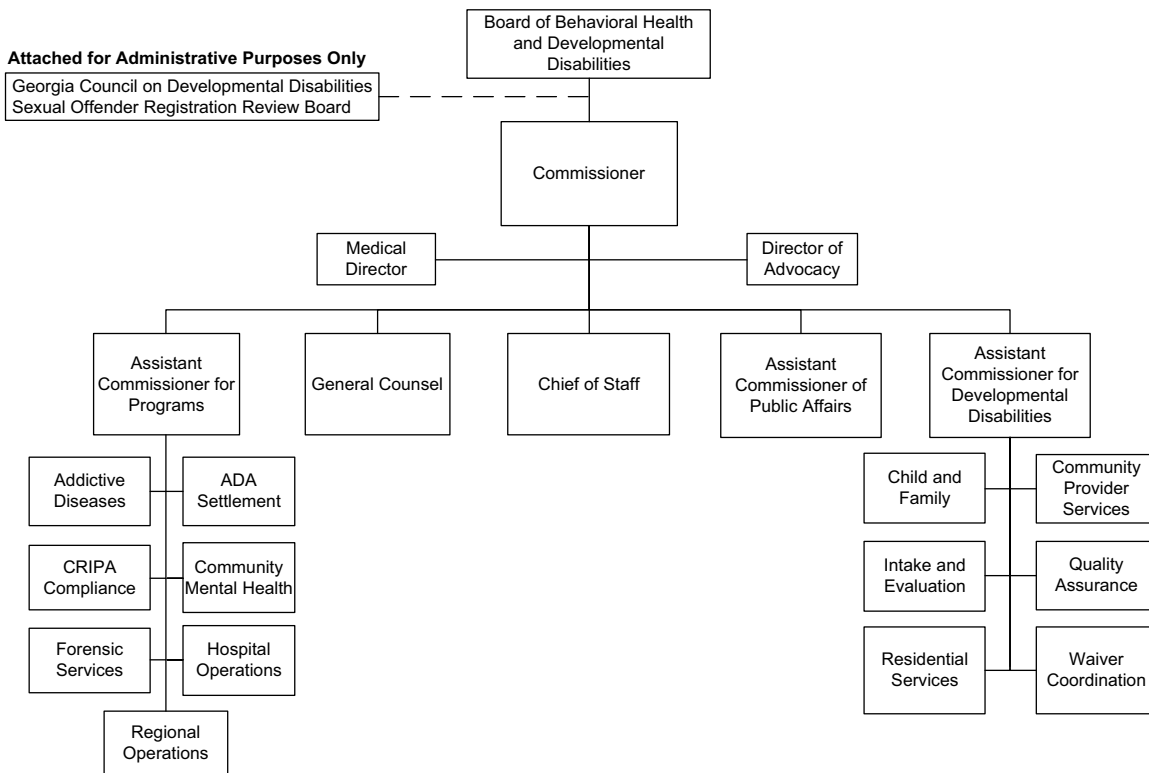 Board of Behavioral Health
and Developmental
Disabilities
Attached for Administrative Purposes Only
Georgia Council on Developmental Disabilities
Sexual Offender Registration Review Board
Commissioner
Medical
Director
Director of
Advocacy
Assistant
Commissioner for
Programs
General Counsel
Chief of Staff
Assistant
Commissioner of
Public Affairs
Assistant
Commissioner for
Developmental
Disabilities
Addictive
Diseases
ADA
Settlement
Child and
Family
Community
Provider
Services
CRIPA
Compliance
Community
Mental Health
Intake and
Evaluation
Quality
Assurance
Forensic
Services
Hospital
Operations
Residential
Services
Waiver
Coordination
Regional
Operations